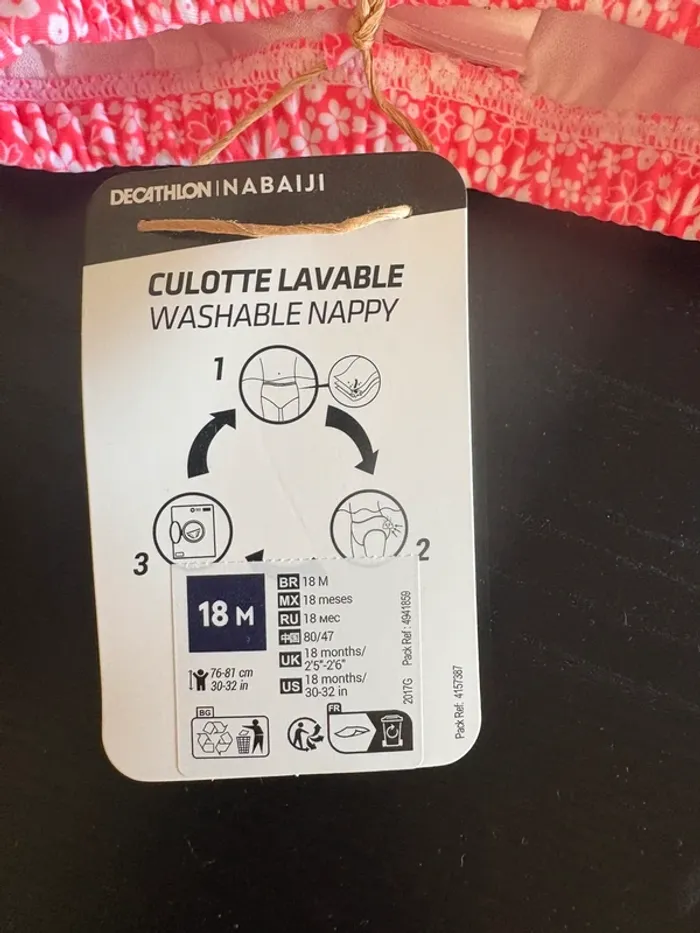 DECATHLON | NABAIJI
CULOTTE LAVABLE
WASHABLE NAPPY
1
2
3
18 M
76-81 cm
30-32 in
BR 18 M
MX 18 meses
RU 18 мес
中国 80/47
UK 18 months/
2'5"-2'6"
US 18 months/
30-32 in
2017G Pack Ref : 4941859
Pack Ref: 4157387
BG
FR